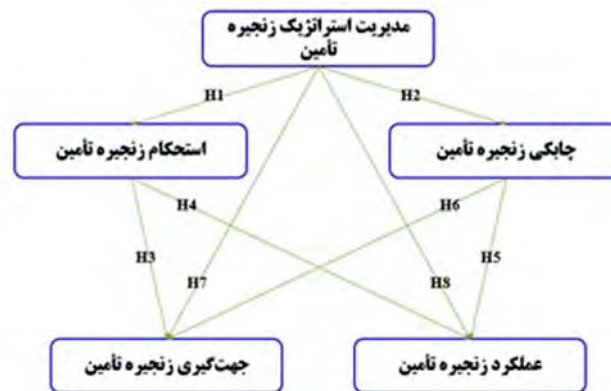 مدیریت استراتژیک زنجیره
تأمین
H1
H2
استحکام زنجیره تأمین
چابکی زنجیره تأمین
H4
H6
H3
H7
H8
H5
جهت‌گیری زنجیره تأمین
عملکرد زنجیره تأمین